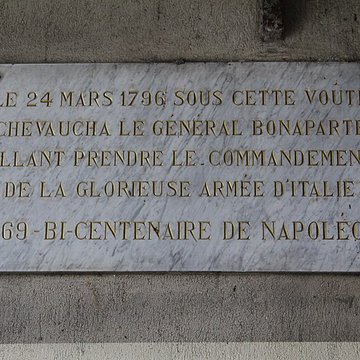 LE 24 MARS 1796 SOUS CETTE VOÛTE
CHEVAUCHA LE GÉNÉRAL BONAPARTE
ALLANT PRENDRE LE COMMANDEMEN
DE LA GLORIEUSE ARMÉE D'ITALIE
69-BI-CENTENAIRE DE NAPOLÉO